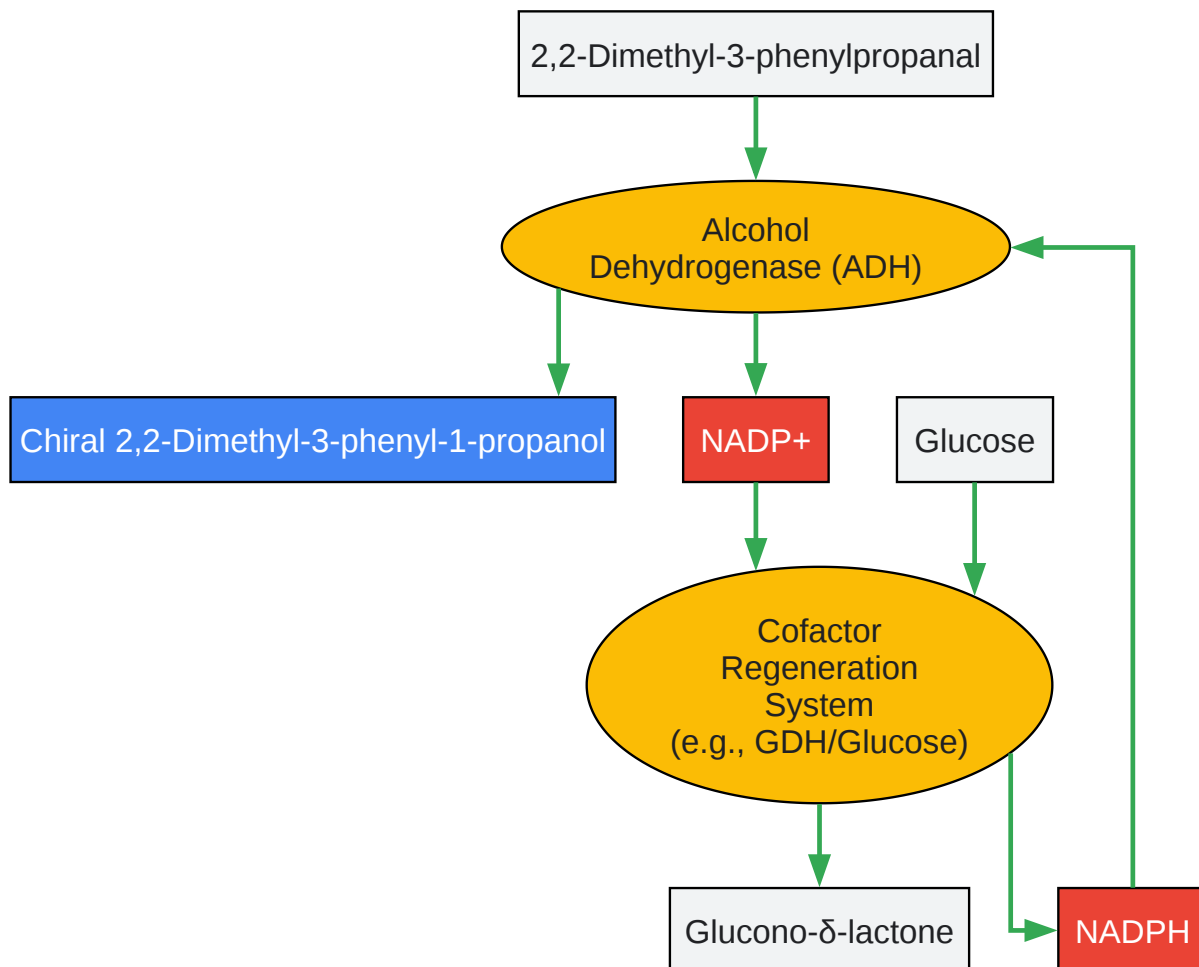 2,2-Dimethyl-3-phenylpropanal
Alcohol
Dehydrogenase (ADH)
Chiral 2,2-Dimethyl-3-phenyl-1-propanol
NADP+
Glucose
Cofactor
Regeneration
System
(e.g., GDH/Glucose)
Glucono-δ-lactone
NADPH